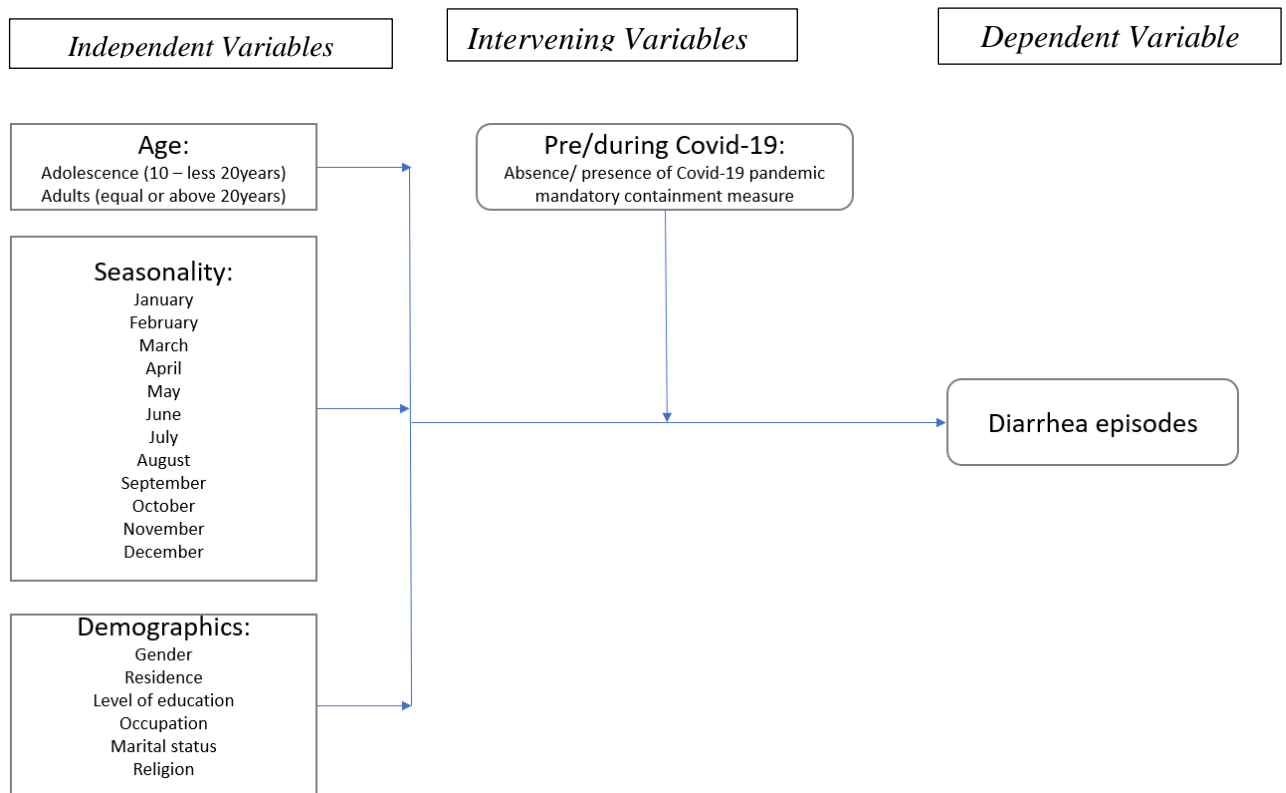 Independent Variables
Intervening Variables
Dependent Variable
Age:
Adolescence (10 – less 20years)
Adults (equal or above 20years)
Seasonality:
January
February
March
April
May
June
July
August
September
October
November
December
Demographics:
Gender
Residence
Level of education
Occupation
Marital status
Religion
Pre/during Covid-19:
Absence/ presence of Covid-19 pandemic
mandatory containment measure
Diarrhea episodes